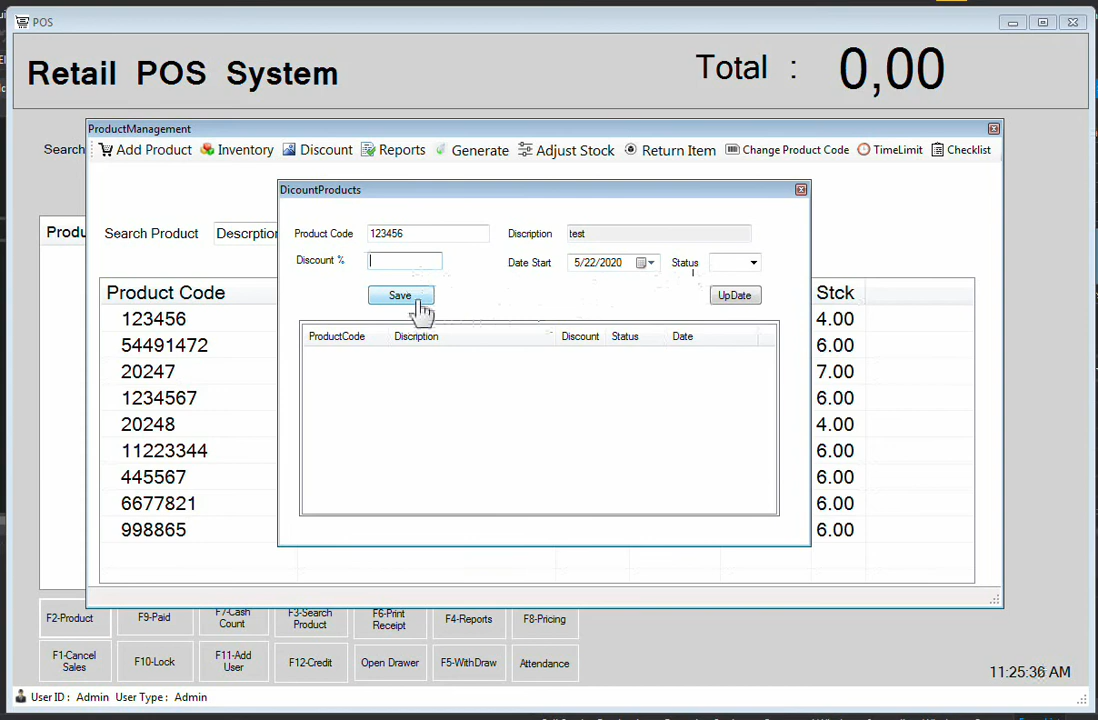 POS
Retail POS System
Total : 0,00
ProductManagement
Add Product Inventory Discount Reports Generate Adjust Stock Return Item Change Product Code TimeLimit Checklist
Search
DicountProducts
Product Code 123456 Discription test
Produ
Search Product Descrption
Discount % Date Start 5/22/2020 Status
Save UpDate
Product Code Stck
ProductCode Discription Discount Status Date
123456 4.00
54491472 6.00
20247 7.00
1234567 6.00
20248 4.00
11223344 6.00
445567 6.00
6677821 6.00
998865 6.00
F2-Product F9-Paid F7-Cash Count F3-Search Product F6-Print Receipt F4-Reports F8-Pricing
F1-Cancel Sales F10-Lock F11-Add User F12-Credit Open Drawer F5-WithDraw Attendance
11:25:36 AM
User ID : Admin User Type : Admin